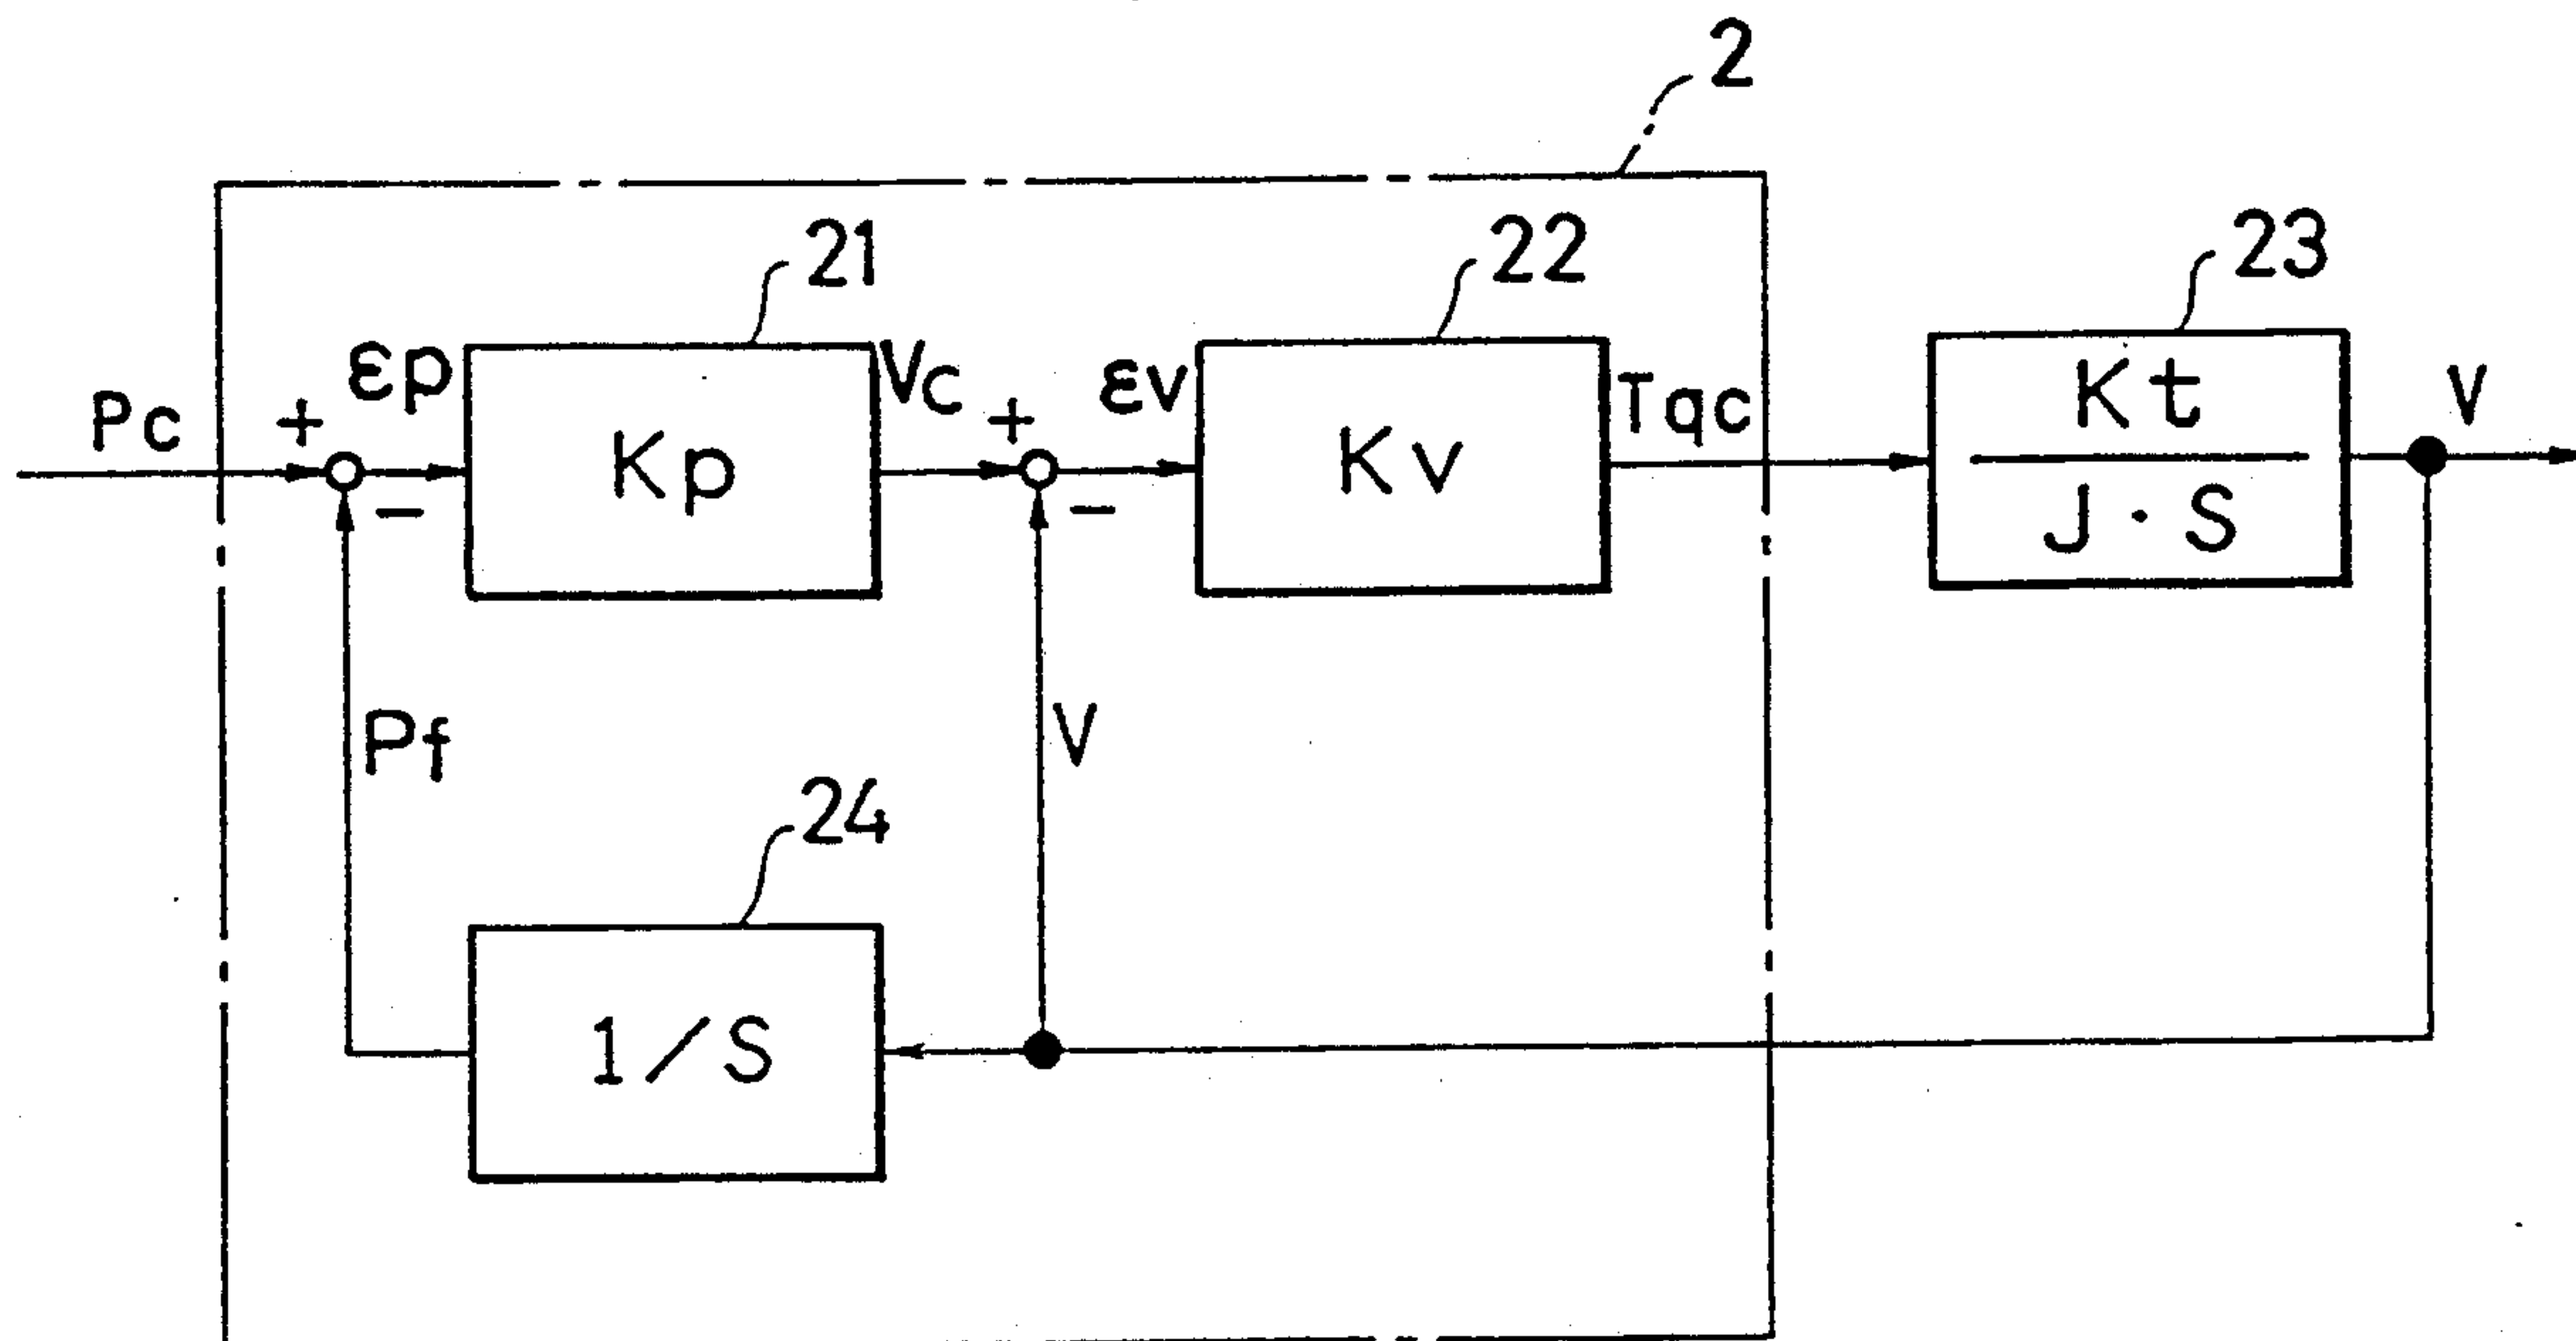 2
21
22
23
Pc
+
εp
Kp
Vc
+
εv
Kv
Tqc
Kt
J・S
V
-
-
Pf
V
24
1/S